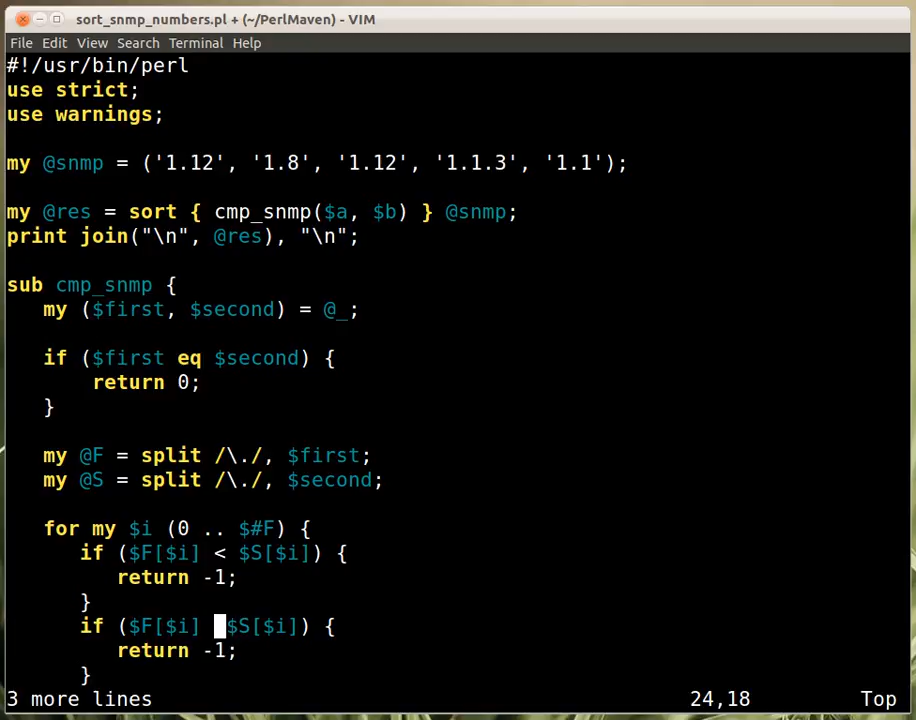 sort_snmp_numbers.pl + (~/PerlMaven) - VIM
File Edit View Search Terminal Help
#!/usr/bin/perl
use strict;
use warnings;
my @snmp = ('1.12', '1.8', '1.12', '1.1.3', '1.1');
my @res = sort { cmp_snmp($a, $b) } @snmp;
print join("\n", @res), "\n";
sub cmp_snmp {
   my ($first, $second) = @_;
   if ($first eq $second) {
       return 0;
   }
   my @F = split /\./, $first;
   my @S = split /\./, $second;
   for my $i (0 .. $#F) {
      if ($F[$i] < $S[$i]) {
         return -1;
      }
      if ($F[$i]  $S[$i]) {
         return -1;
      }
3 more lines 24,18 Top